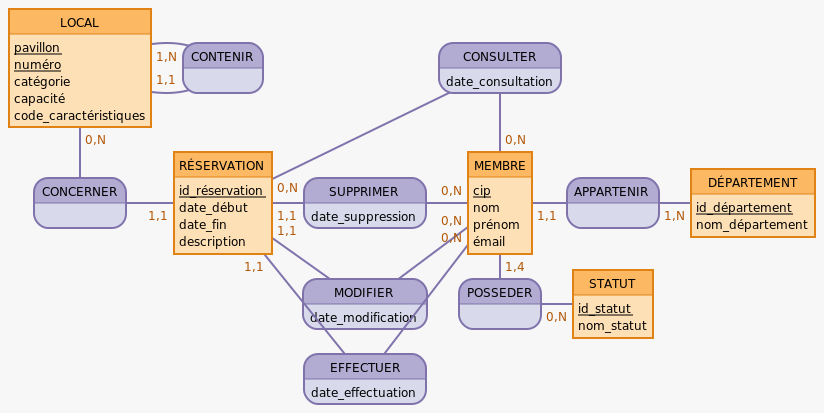 LOCAL
pavillon
numéro
catégorie
capacité
code_caractéristiques
1,N
1,1
CONTENIR
CONSULTER
date_consultation
0,N
0,N
CONCERNER
1,1
RÉSERVATION
id_réservation
date_début
date_fin
description
0,N
1,1
1,1
1,1
SUPPRIMER
date_suppression
0,N
0,N
0,N
MEMBRE
cip
nom
prénom
émail
1,1
APPARTENIR
1,N
DÉPARTEMENT
id_département
nom_département
1,4
MODIFIER
date_modification
POSSEDER
0,N
STATUT
id_statut
nom_statut
EFFECTUER
date_effectuation